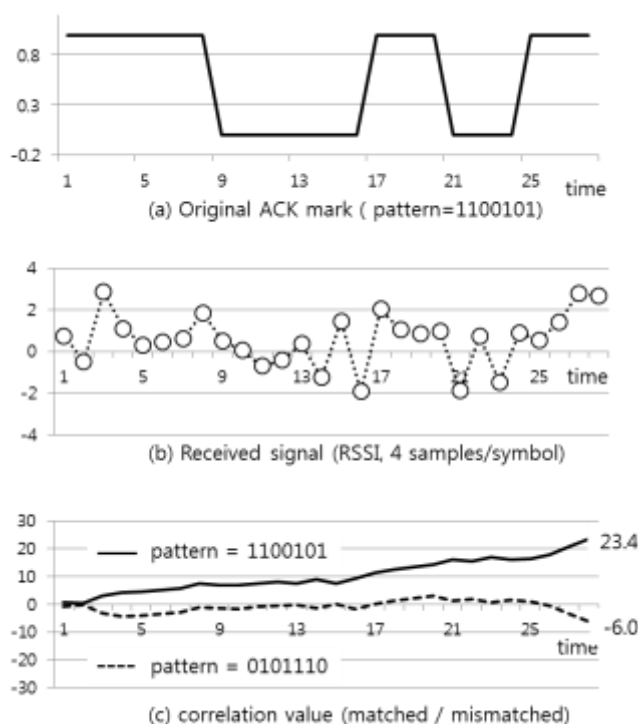 0.8
0.3
-0.2
1 5 9 13 17 21 25 time
(a) Original ACK mark ( pattern=1100101)
4
2
0
-2
-4
1 5 9 13 17 21 25 time
(b) Received signal (RSSI, 4 samples/symbol)
30
20
10
0
-10
-20
-30
pattern = 1100101
23.4
1 5 9 13 17 21 25 time
-6.0
pattern = 0101110
(c) correlation value (matched / mismatched)